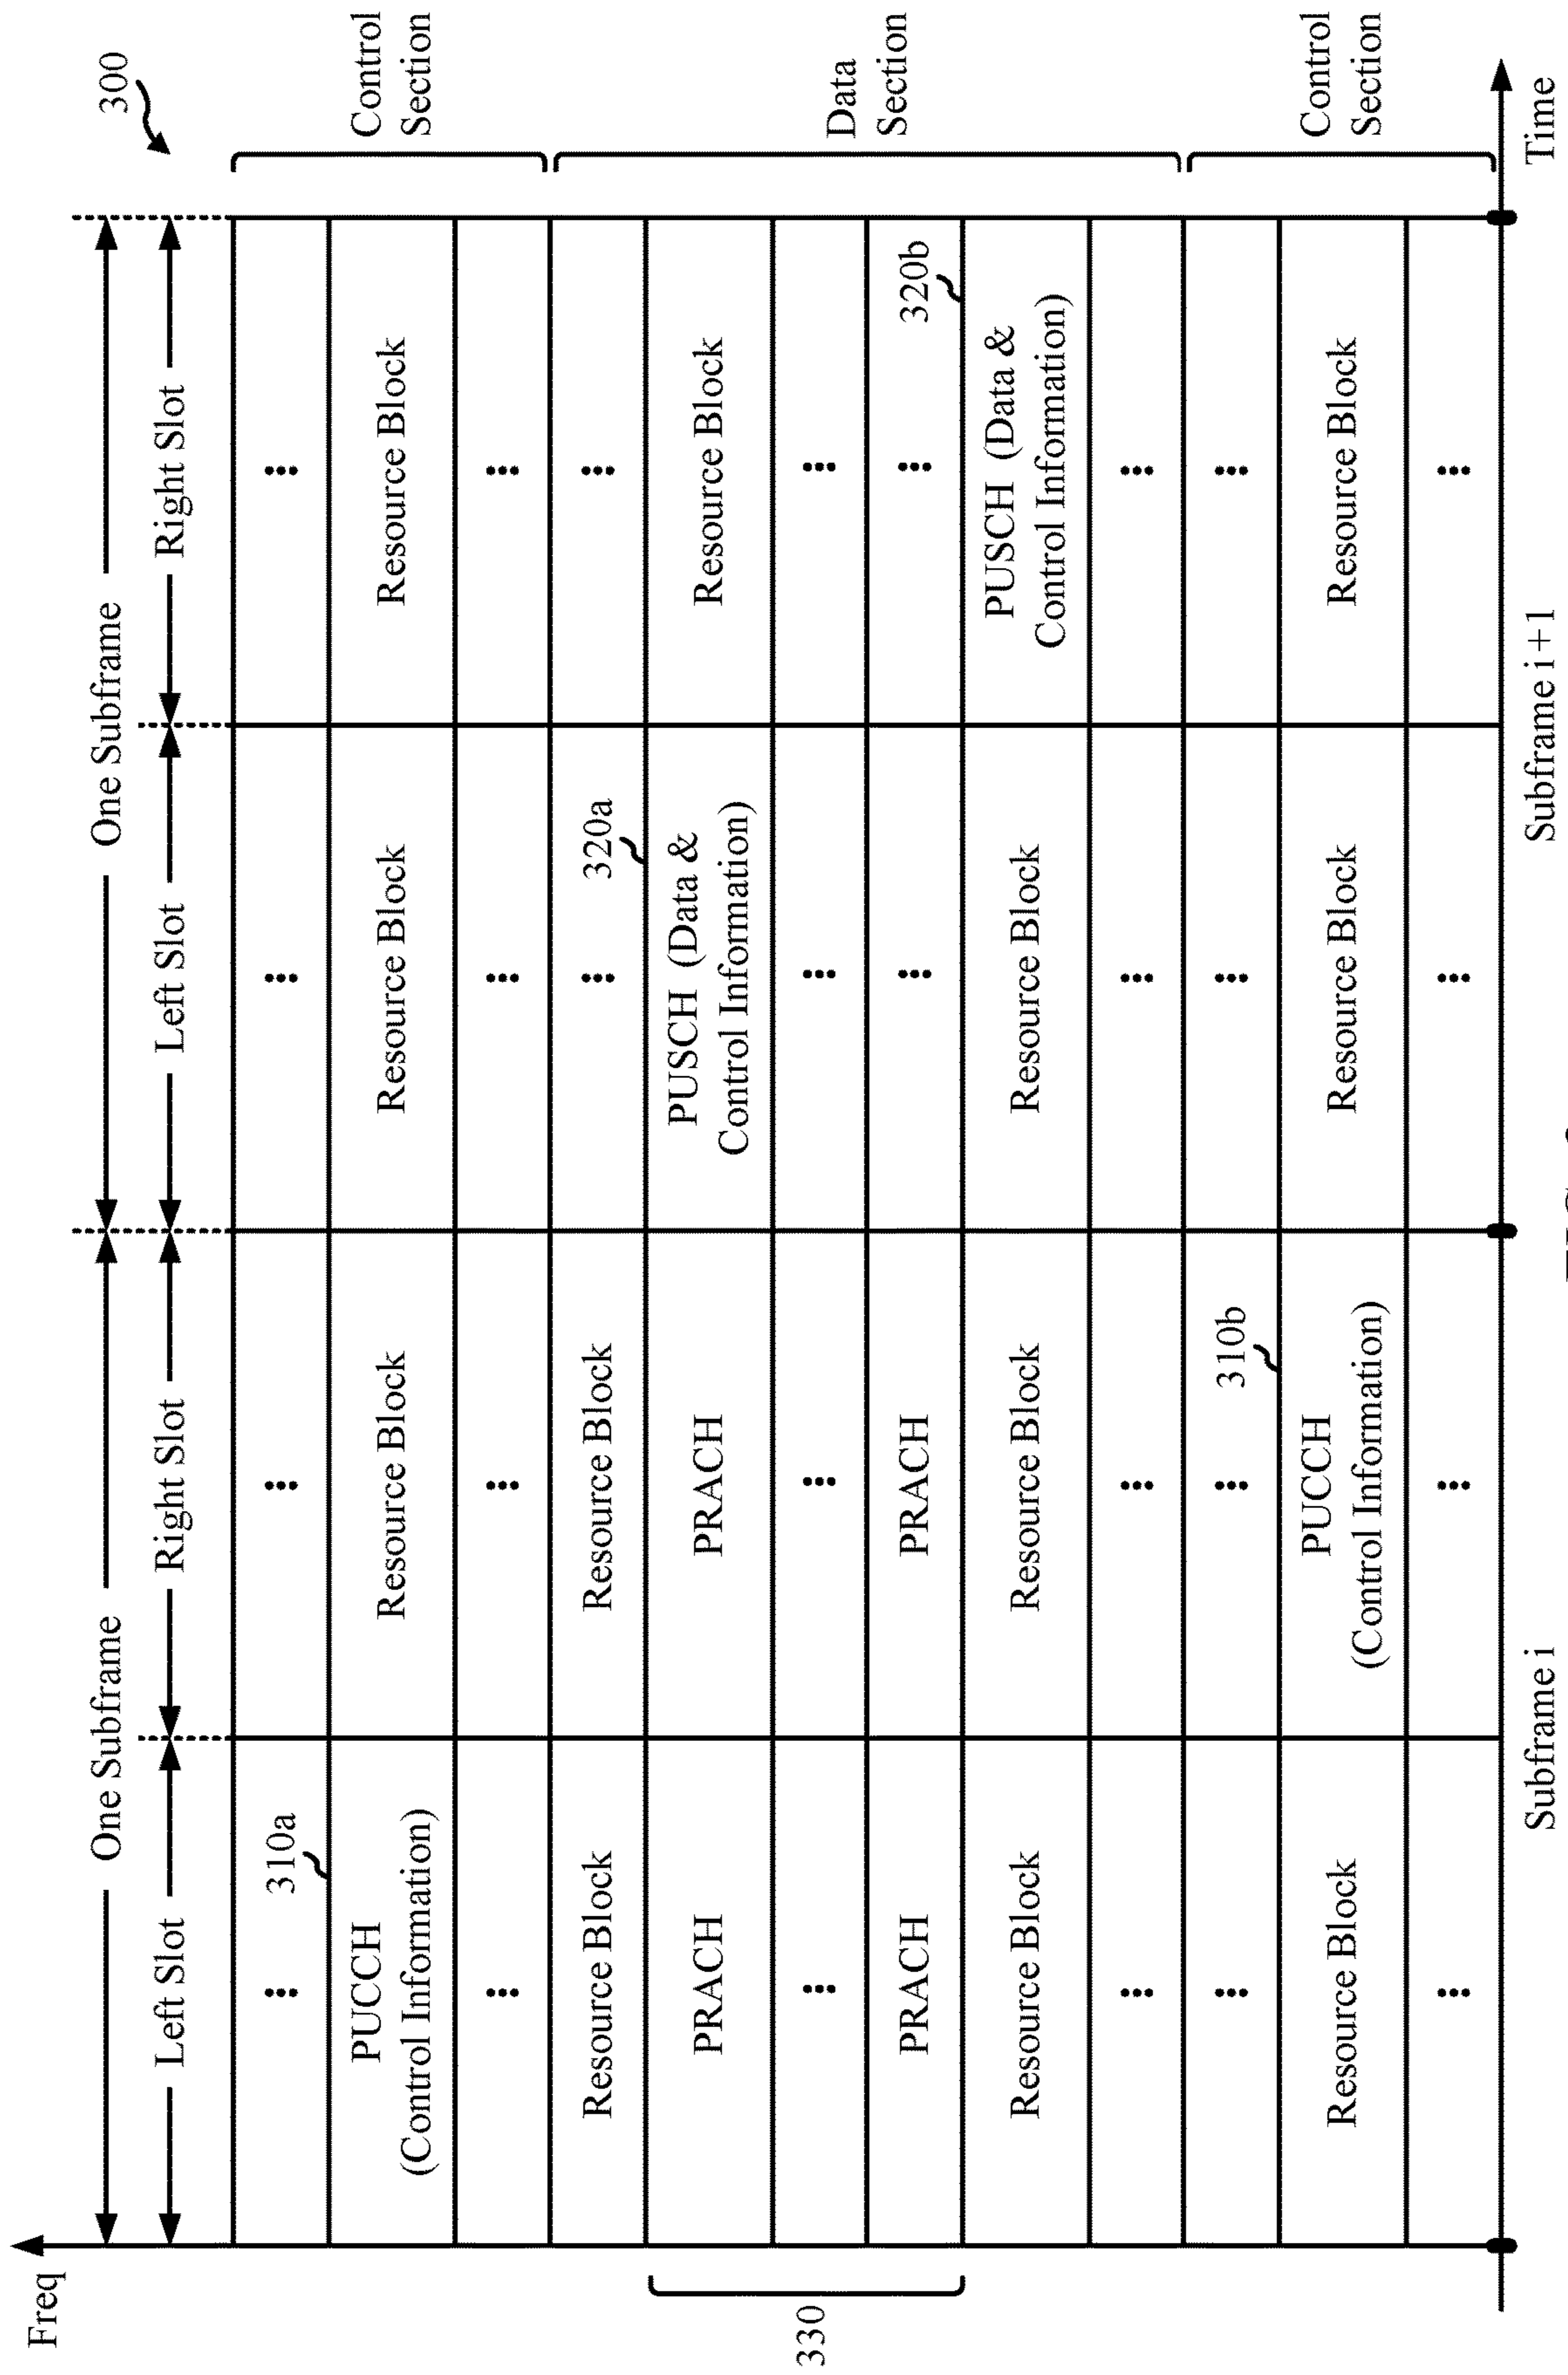 300
One Subframe
One Subframe
Left Slot
Right Slot
Left Slot
Right Slot
Freq
310a
PUCCH
(Control Information)
Resource Block
Resource Block
Resource Block
Control
Section
Resource Block
Resource Block
320a
PRACH
PRACH
PUSCH (Data &
Control Information)
Resource Block
330
Data
Section
PRACH
PRACH
320b
Resource Block
Resource Block
Resource Block
PUSCH (Data &
Control Information)
310b
Resource Block
PUCCH
(Control Information)
Resource Block
Resource Block
Control
Section
Subframe i
Subframe i + 1
Time